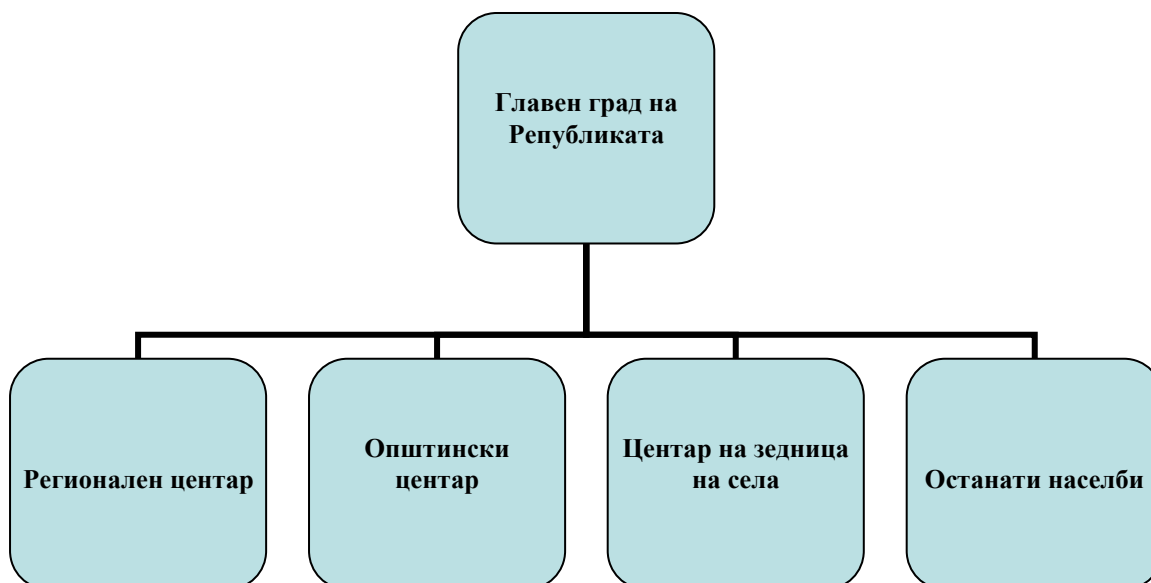 Главен град на
Републиката
Регионален центар
Општински
центар
Центар на зедница
на села
Останати населби